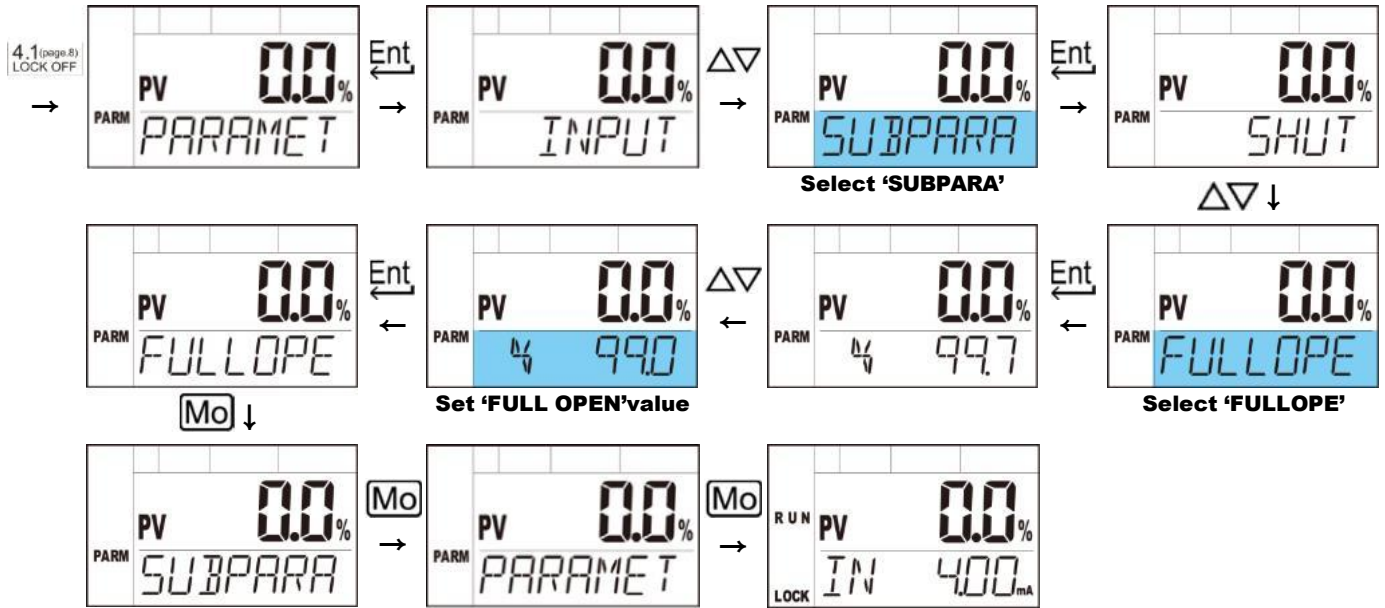 4.1(page.8)
LOCK OFF
→
PV 0.0%
PARM PARAMET
Ent
→
PV 0.0%
PARM INPUT
△▽
→
PV 0.0%
PARM SUBPARA
Select ‘SUBPARA’
Ent
→
PV 0.0%
PARM SHUT
△▽ ↓
PV 0.0%
PARM FULLOPE
Ent
←
PV 0.0%
PARM % 99.0
Set ‘FULL OPEN’value
△▽
←
PV 0.0%
PARM % 99.7
Ent
←
PV 0.0%
PARM FULLOPE
Select ‘FULLOPE’
Mo ↓
PV 0.0%
PARM SUBPARA
Mo
→
PV 0.0%
PARM PARAMET
Mo
→
RUN PV 0.0%
LOCK IN 4.00 mA